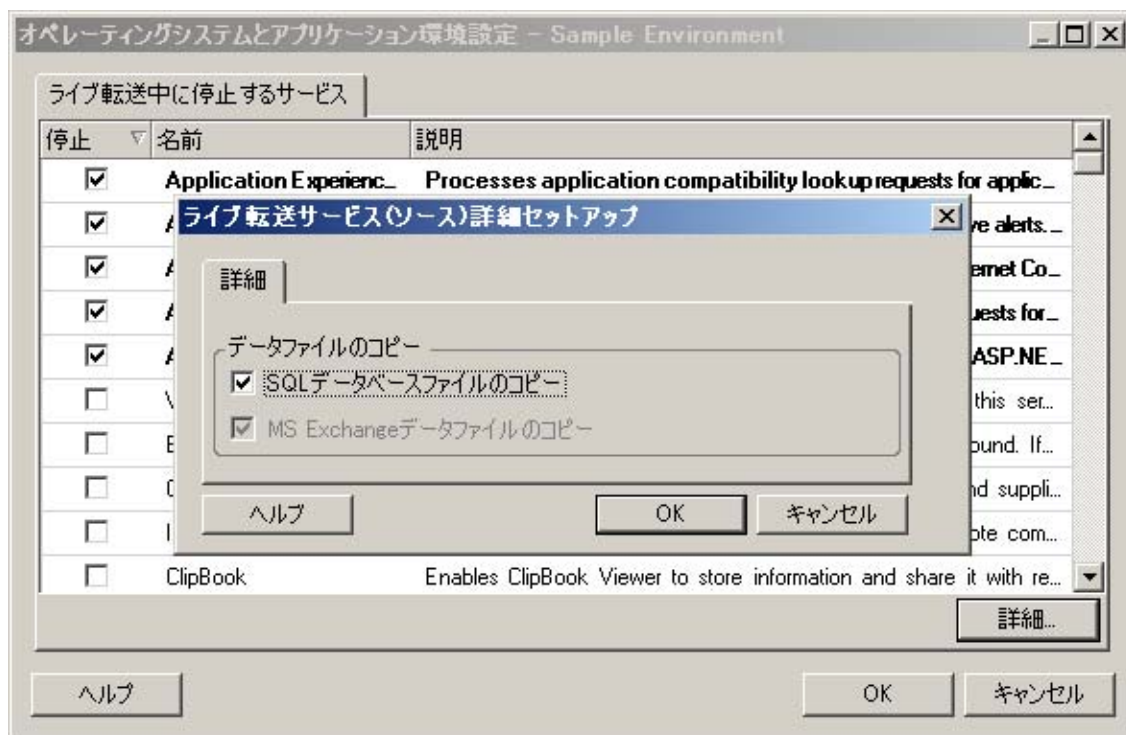 オペレーティングシステムとアプリケーション環境設定 - Sample Environment
ライブ転送中に停止するサービス
停止 名前 説明
Application Experienc... Processes application compatibility lookup requests for applic...
ライブ転送サービス(ソース)詳細セットアップ
ve alerts. ...
詳細
ernet Co...
uests for...
データファイルのコピー
ASP.NE...
SQLデータベースファイルのコピー
this ser...
MS Exchangeデータファイルのコピー
ound. If...
nd suppli...
ヘルプ OK キャンセル
ote com...
ClipBook Enables ClipBook Viewer to store information and share it with re...
詳細...
ヘルプ OK キャンセル